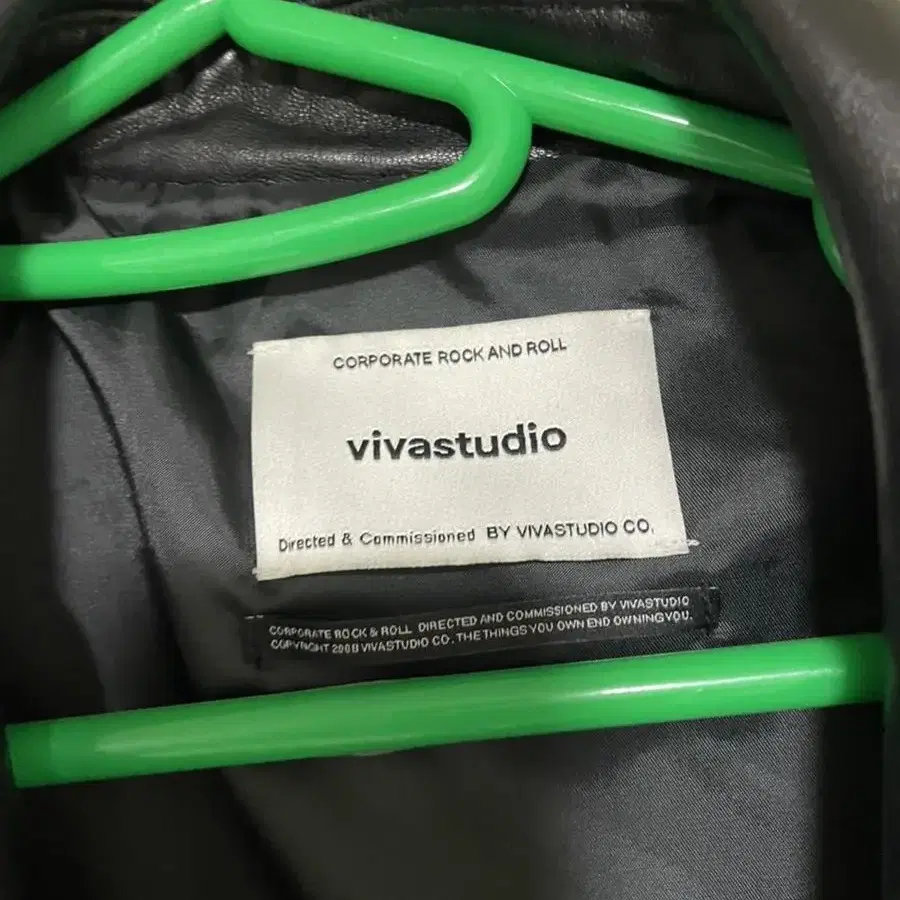 CORPORATE ROCK AND ROLL
vivastudio
Directed & Commissioned BY VIVASTUDIO CO.
CORPORATE ROCK & ROLL DIRECTED AND COMMISSIONED BY VIVASTUDIO
COPYRIGHT 2008 VIVASTUDIO CO. THE THINGS YOU OWN END OWNING YOU.